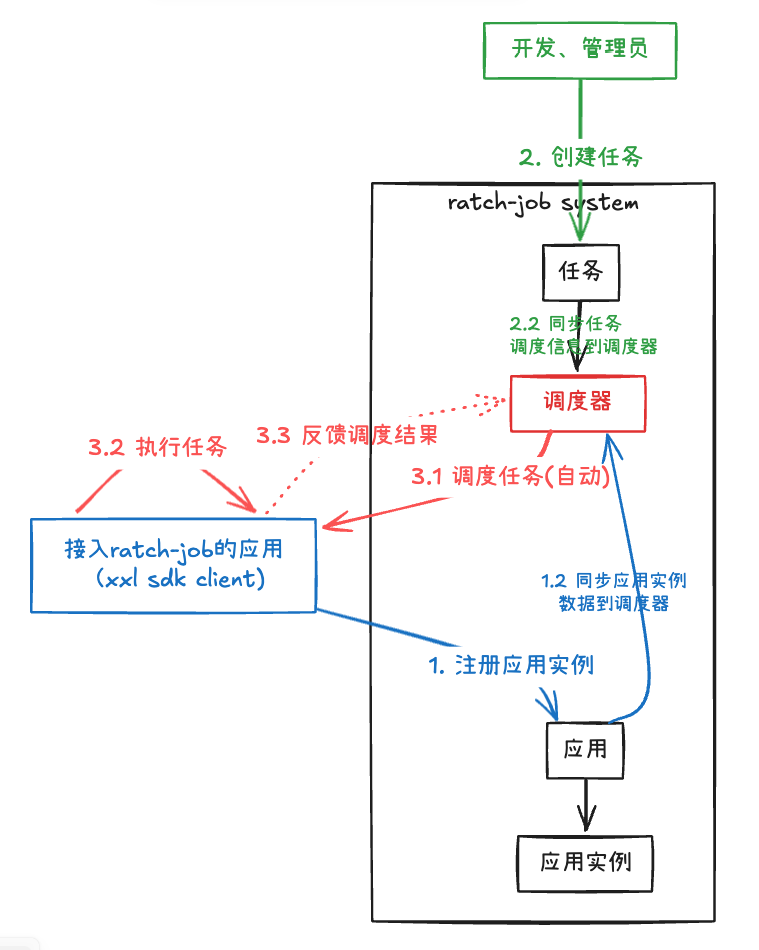 开发、管理员
2. 创建任务
ratch-job system
任务
2.2 同步任务
调度信息到调度器
调度器
3.3 反馈调度结果
3.2 执行任务
3.1 调度任务(自动)
接入ratch-job的应用
(xxl sdk client)
1.2 同步应用实例
数据到调度器
1. 注册应用实例
应用
应用实例